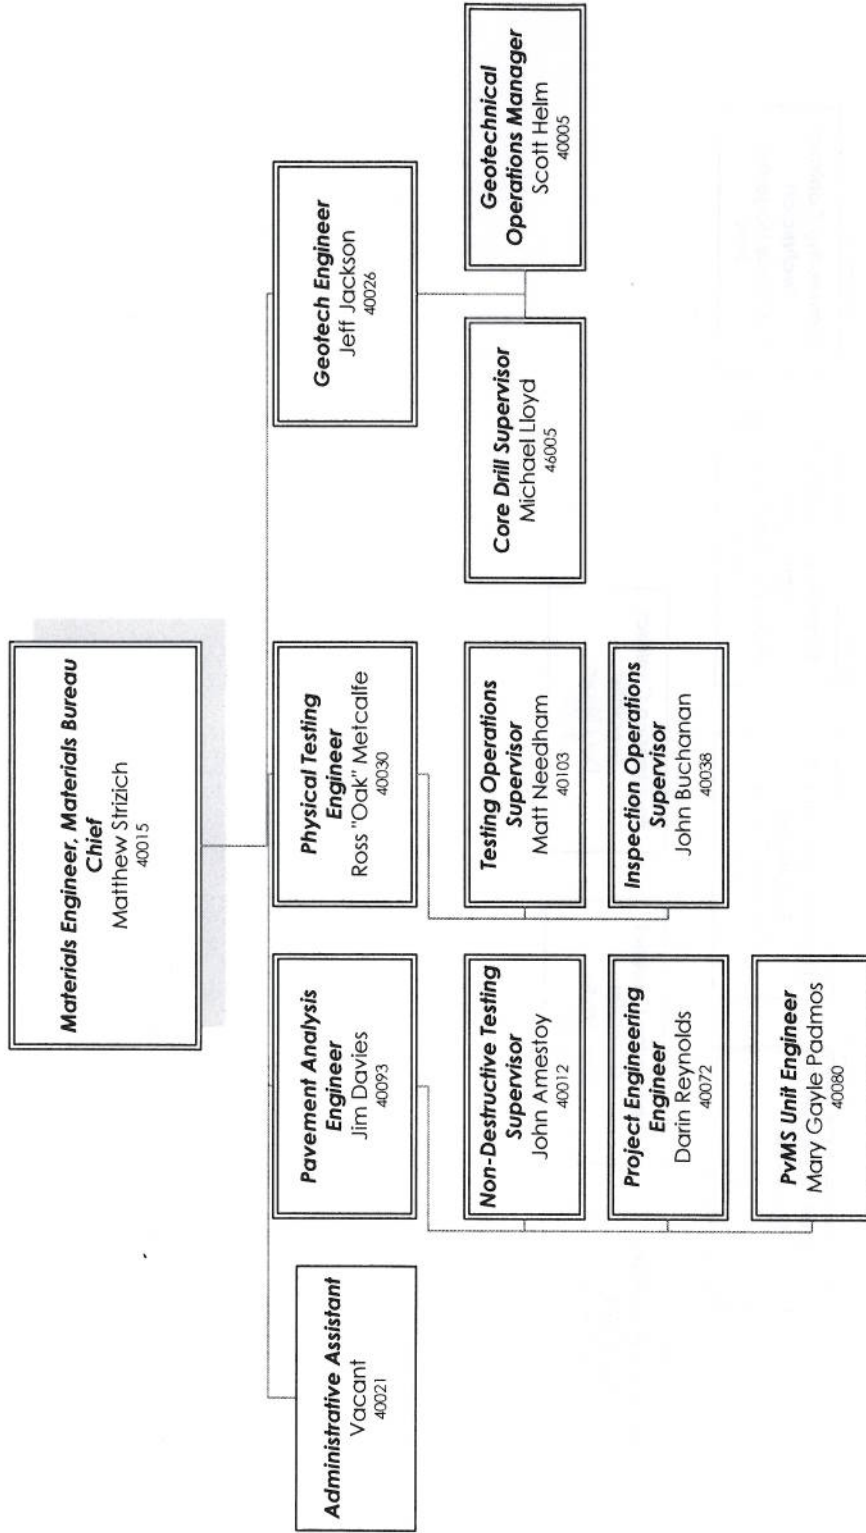 Materials Engineer, Materials Bureau
Chief
Matthew Strizich
40015
Administrative Assistant
Vacant
40021
Pavement Analysis
Engineer
Jim Davies
40093
Non-Destructive Testing
Supervisor
John Amestoy
40012
Project Engineering
Engineer
Darin Reynolds
40072
PvMS Unit Engineer
Mary Gayle Padmos
40080
Physical Testing
Engineer
Ross "Oak" Metcalfe
40030
Testing Operations
Supervisor
Matt Needham
40103
Inspection Operations
Supervisor
John Buchanan
40038
Geotech Engineer
Jeff Jackson
40026
Core Drill Supervisor
Michael Lloyd
46005
Geotechnical
Operations Manager
Scott Helm
40005